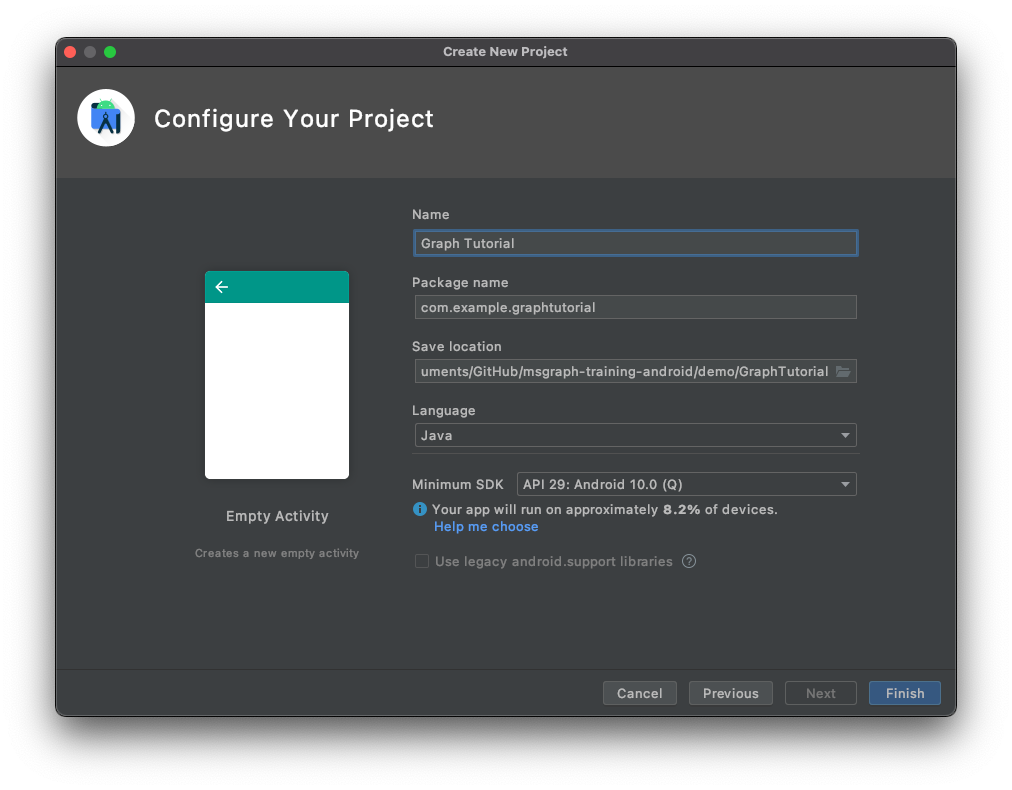 Create New Project
Configure Your Project
Name
Graph Tutorial
Package name
com.example.graphtutorial
Save location
uments/GitHub/msgraph-training-android/demo/GraphTutorial
Language
Java
Minimum SDK API 29: Android 10.0 (Q)
Your app will run on approximately 8.2% of devices.
Help me choose
Use legacy android.support libraries ?
Empty Activity
Creates a new empty activity
Cancel Previous Next Finish